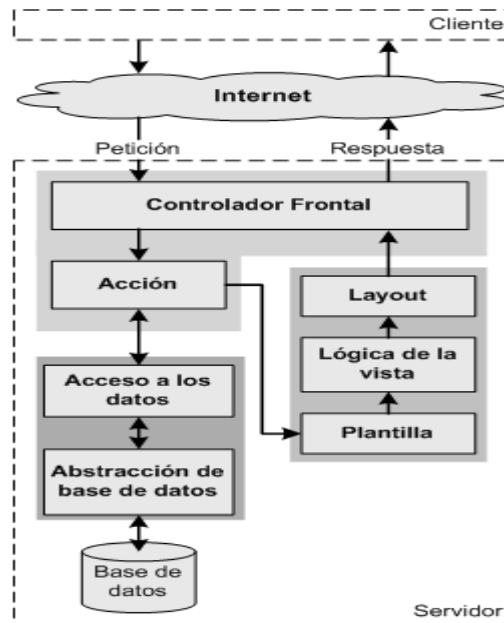 Cliente
Internet
Petición
Respuesta
Controlador Frontal
Acción
Layout
Lógica de la
vista
Plantilla
Acceso a los
datos
Abstracción de
base de datos
Base de
datos
Servidor